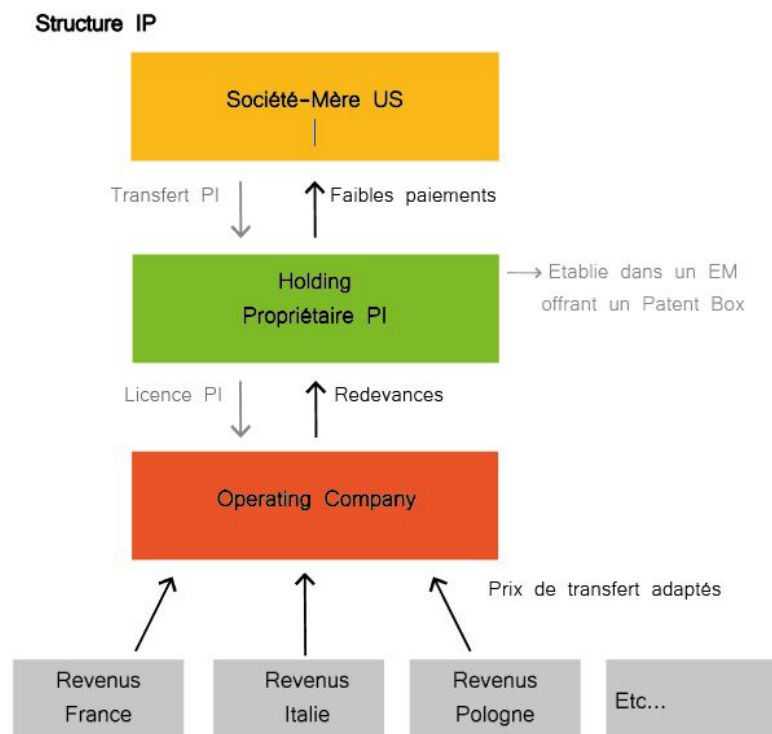 Structure IP
Société-Mère US
Transfert PI
Faibles paiements
Holding
Propriétaire PI
Etablie dans un EM
offrant un Patent Box
Licence PI
Redevances
Operating Company
Prix de transfert adaptés
Revenus
France
Revenus
Italie
Revenus
Pologne
Etc...